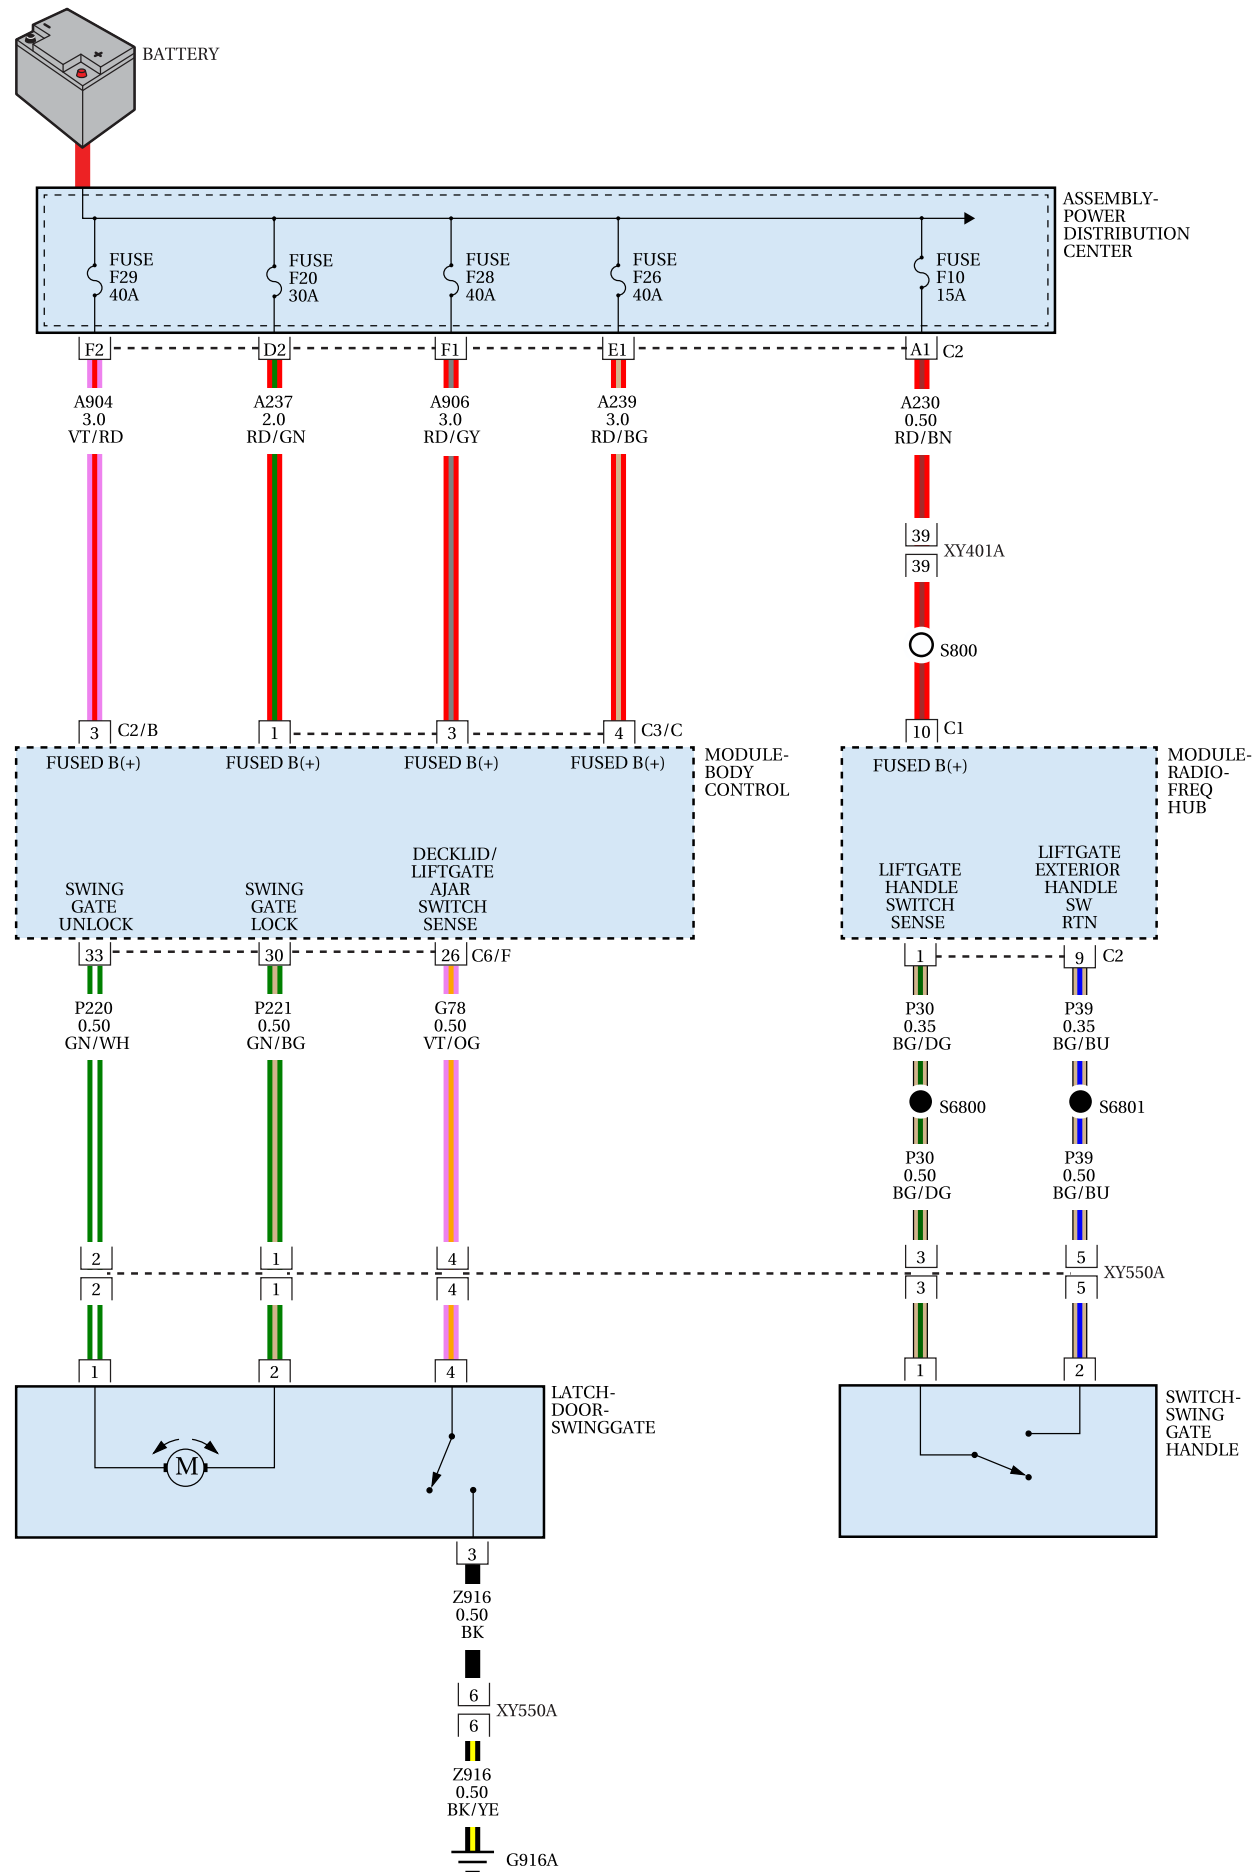 BATTERY
ASSEMBLY-
POWER
DISTRIBUTION
CENTER
FUSE
F29
40A
FUSE
F20
30A
FUSE
F28
40A
FUSE
F26
40A
FUSE
F10
15A
F2
D2
F1
E1
A1
C2
A904
3.0
VT/RD
A237
2.0
RD/GN
A906
3.0
RD/GY
A239
3.0
RD/BG
A230
0.50
RD/BN
39
XY401A
39
S800
3
C2/B
1
3
4
C3/C
10
C1
FUSED B(+)
FUSED B(+)
FUSED B(+)
FUSED B(+)
MODULE-
BODY
CONTROL
FUSED B(+)
MODULE-
RADIO-
FREQ
HUB
SWING
GATE
UNLOCK
SWING
GATE
LOCK
DECKLID/
LIFTGATE
AJAR
SWITCH
SENSE
LIFTGATE
HANDLE
SWITCH
SENSE
LIFTGATE
EXTERIOR
HANDLE
SW
RTN
33
30
26
C6/F
1
9
C2
P220
0.50
GN/WH
P221
0.50
GN/BG
G78
0.50
VT/OG
P30
0.35
BG/DG
P39
0.35
BG/BU
S6800
S6801
P30
0.50
BG/DG
P39
0.50
BG/BU
2
1
4
3
5
XY550A
2
1
4
3
5
1
2
4
1
2
LATCH-
DOOR-
SWINGGATE
SWITCH-
SWING
GATE
HANDLE
M
3
Z916
0.50
BK
6
XY550A
6
Z916
0.50
BK/YE
G916A